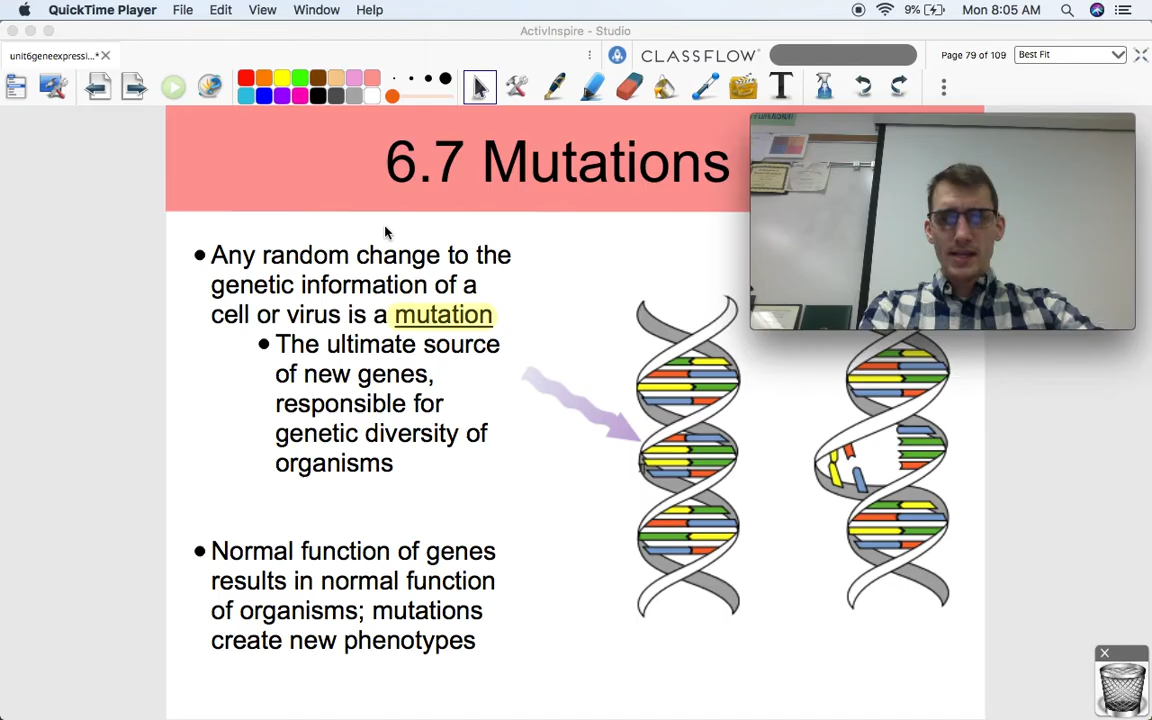 QuickTime Player File Edit View Window Help 9% Mon 8:05 AM
ActivInspire - Studio
unit6geneexpressi...* CLASSFLOW Page 79 of 109 Best Fit
6.7 Mutations
• Any random change to the
genetic information of a
cell or virus is a mutation
• The ultimate source
of new genes,
responsible for
genetic diversity of
organisms
• Normal function of genes
results in normal function
of organisms; mutations
create new phenotypes